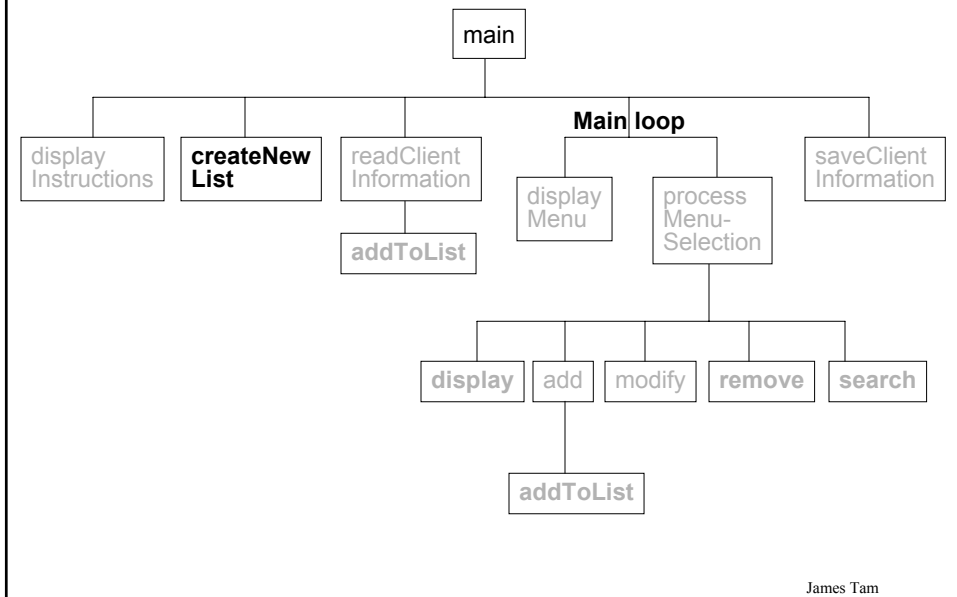 main
Main loop
display
Instructions
createNew
List
readClient
Information
saveClient
Information
display
Menu
process
Menu-
Selection
addToList
display
add
modify
remove
search
addToList
James Tam